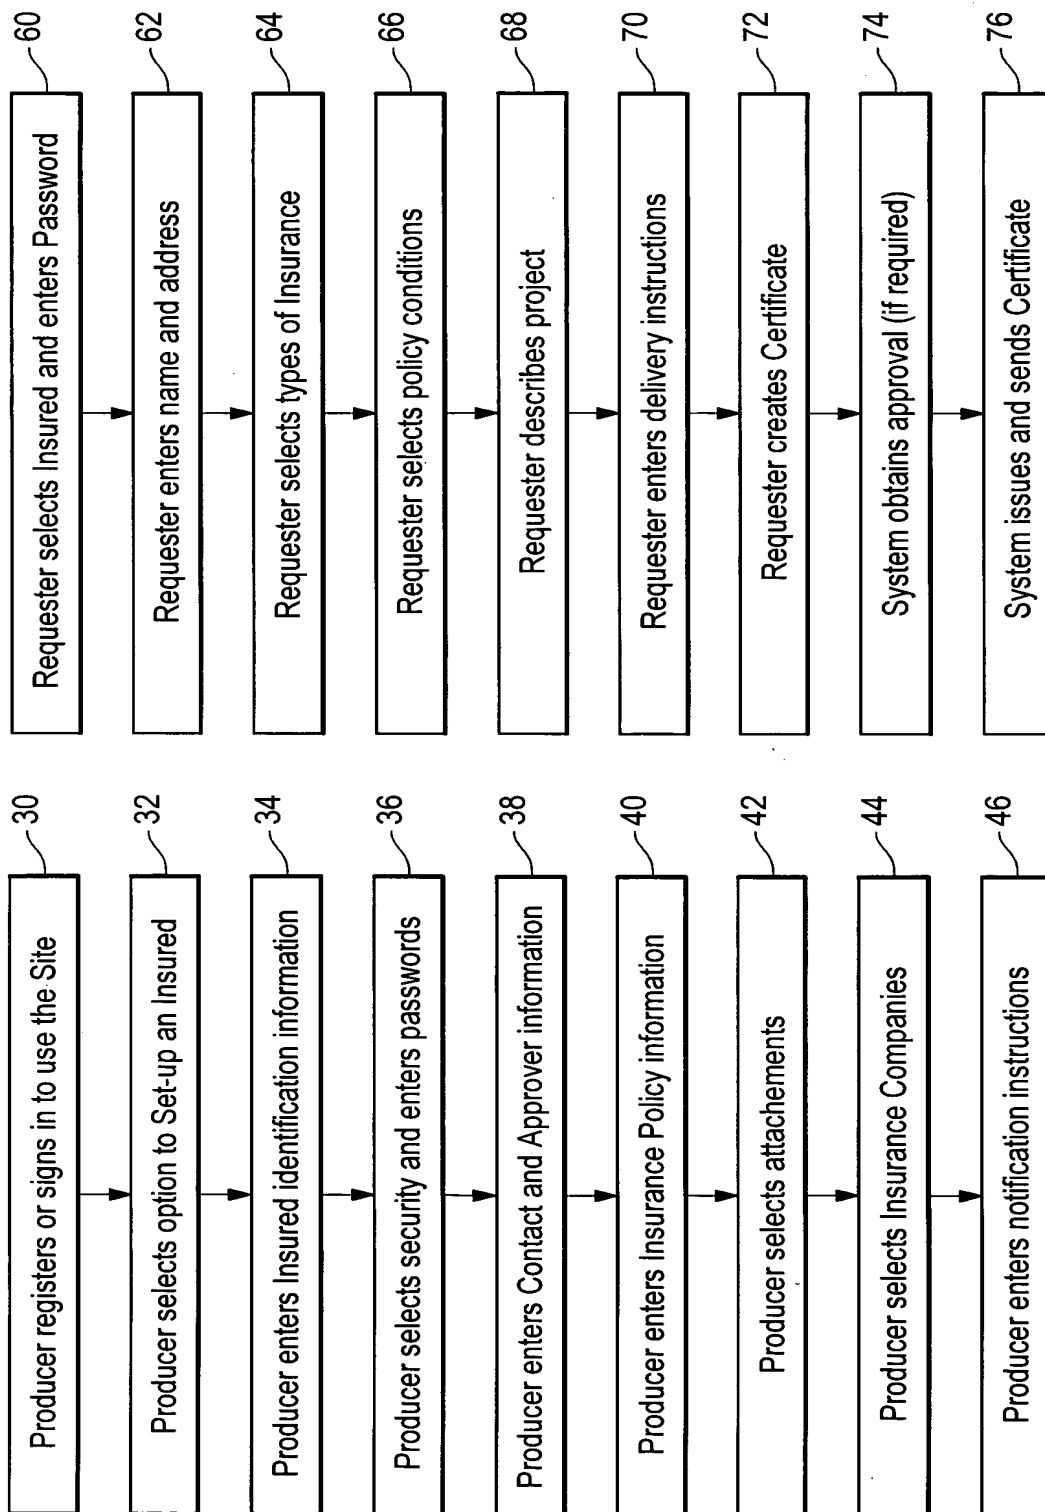 Producer registers or signs in to use the Site
30
Producer selects option to Set-up an Insured
32
Producer enters Insured identification information
34
Producer selects security and enters passwords
36
Producer enters Contact and Approver information
38
Producer enters Insurance Policy information
40
Producer selects attachements
42
Producer selects Insurance Companies
44
Producer enters notification instructions
46
Requester selects Insured and enters Password
60
Requester enters name and address
62
Requester selects types of Insurance
64
Requester selects policy conditions
66
Requester describes project
68
Requester enters delivery instructions
70
Requester creates Certificate
72
System obtains approval (if required)
74
System issues and sends Certificate
76